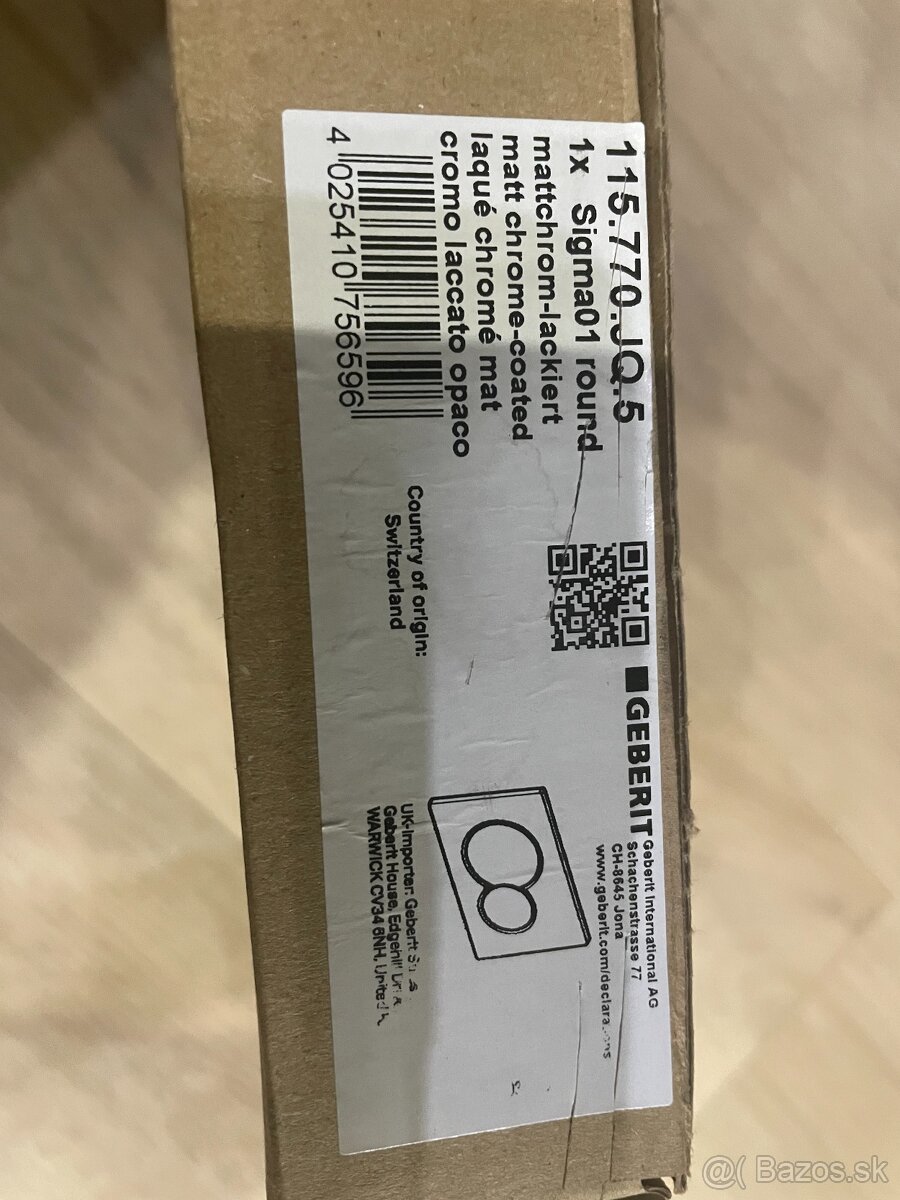 115.770.JQ.5
1x Sigma01 round
mattchrom-lackiert
matt chrome-coated
laqué chromé mat
cromo laccato opaco
4 025410 756596
Country of origin:
Switzerland
GEBERIT
Geberit International AG
Schachenstrasse 77
CH-8645 Jona
www.geberit.com/declarations
UK-Importer: Geberit
Geberit House, Edgehill Drive,
WARWICK CV34 6NH, United
@( Bazos.sk